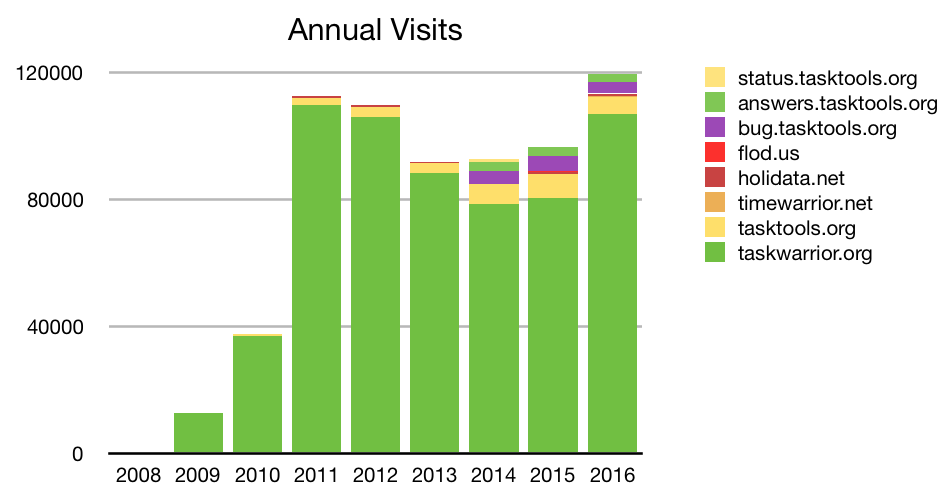 Annual Visits
120000
80000
40000
0
2008 2009 2010 2011 2012 2013 2014 2015 2016
status.tasktools.org
answers.tasktools.org
bug.tasktools.org
flod.us
holidata.net
timewarrior.net
tasktools.org
taskwarrior.org